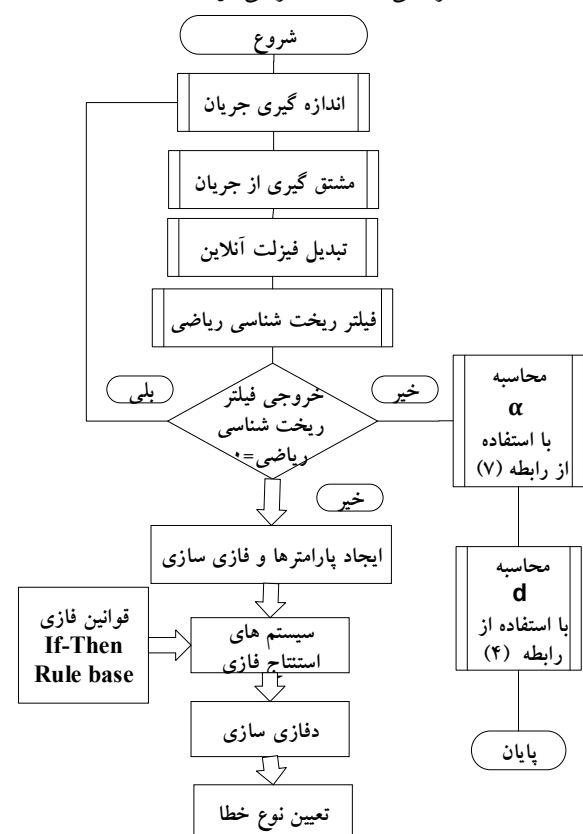 شروع
اندازه گیری جریان
مشتق گیری از جریان
تبدیل فیزلت آنلاین
فیلتر ریخت شناسی ریاضی
بلی
خروجی فیلتر
ریخت شناسی
ریاضی=۰
خیر
خیر
محاسبه
α
با استفاده
از رابطه (۷)
ایجاد پارامترها و فازی سازی
محاسبه
d
با استفاده از
رابطه (۴)
قوانین فازی
If-Then
Rule base
سیستم های
استنتاج فازی
دفازی سازی
پایان
تعیین نوع خطا